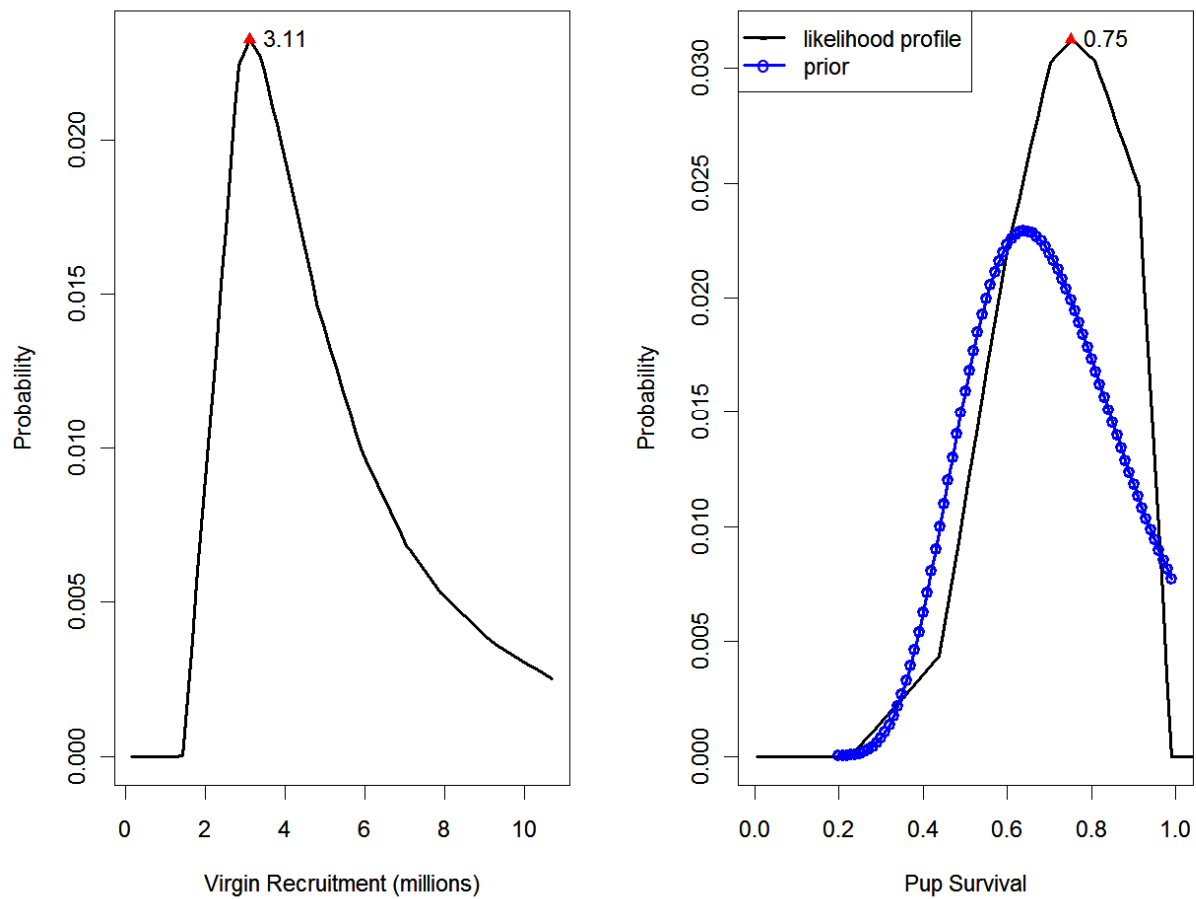 3.11
0.020
0.015
0.010
0.005
0.000
Probability
0 2 4 6 8 10
Virgin Recruitment (millions)
likelihood profile
prior
0.75
0.030
0.025
0.020
0.015
0.010
0.005
0.000
Probability
0.0 0.2 0.4 0.6 0.8 1.0
Pup Survival